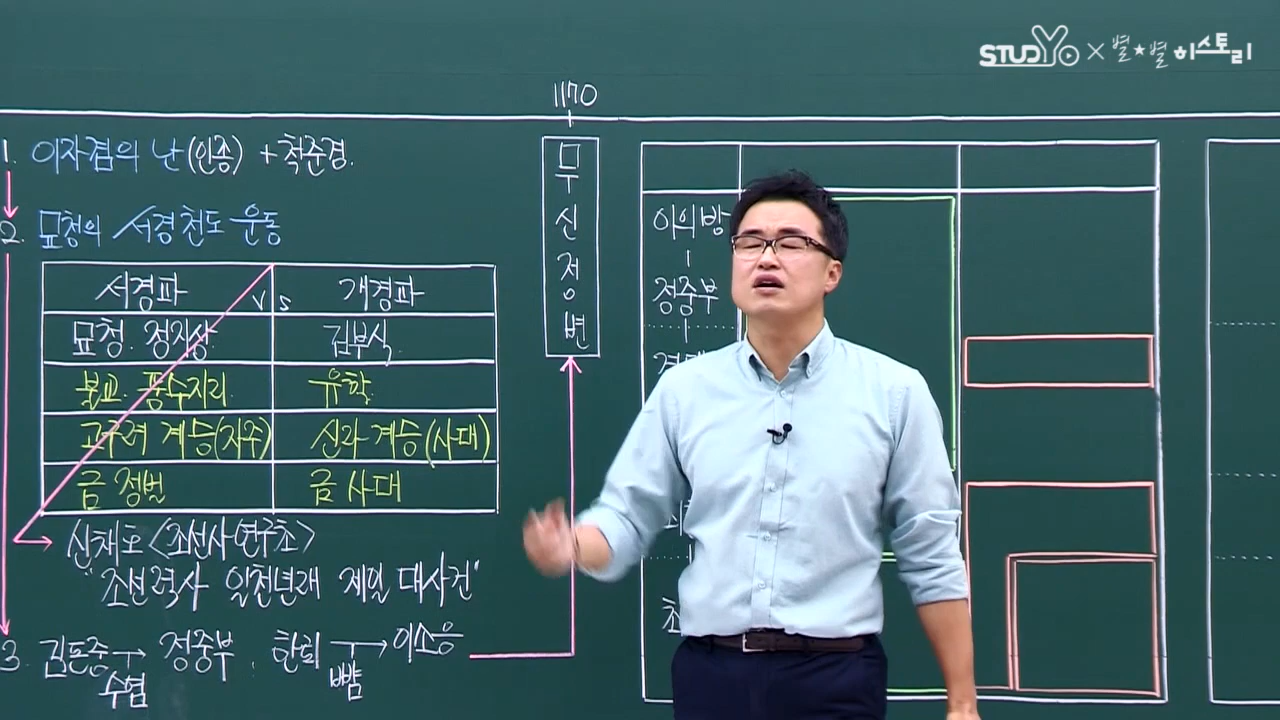 STUDYo × 별★별 히스토리
1170
1. 이자겸의 난 (인종) + 척준경.
2. 묘청의 서경천도 운동
서경파 vs 개경파
묘청. 정지상. 김부식.
불교. 풍수지리. 유학.
고구려 계승(자주) 신라 계승(사대)
금 정벌 금 사대
신채호 <조선사 연구초>
"조선력사 일천년래 제일 대사건"
3. 김돈중 → 정중부. 한뢰 → 이소응
수염 뺨
무신정변
이의방
정중부